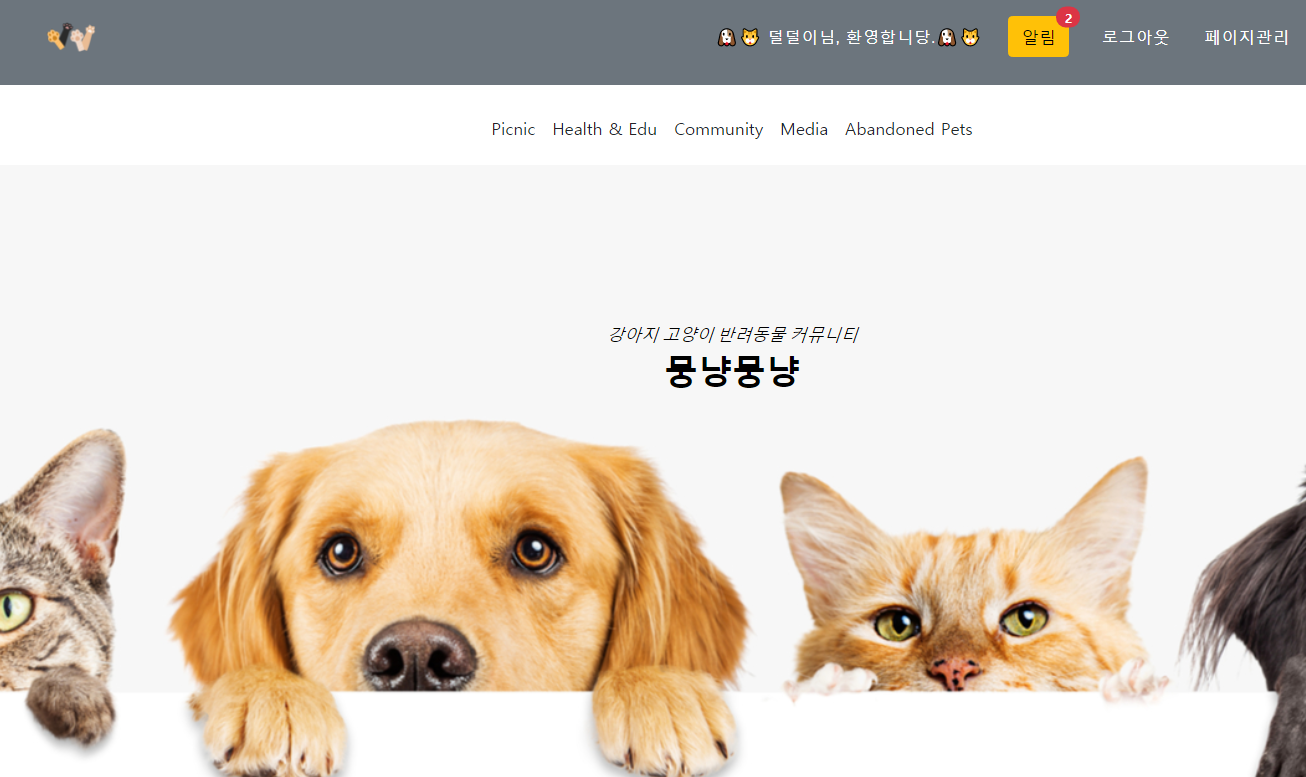 털털이님, 환영합니당. 알림 2 로그아웃 페이지관리
Picnic Health & Edu Community Media Abandoned Pets
강아지 고양이 반려동물 커뮤니티
뭉냥뭉냥